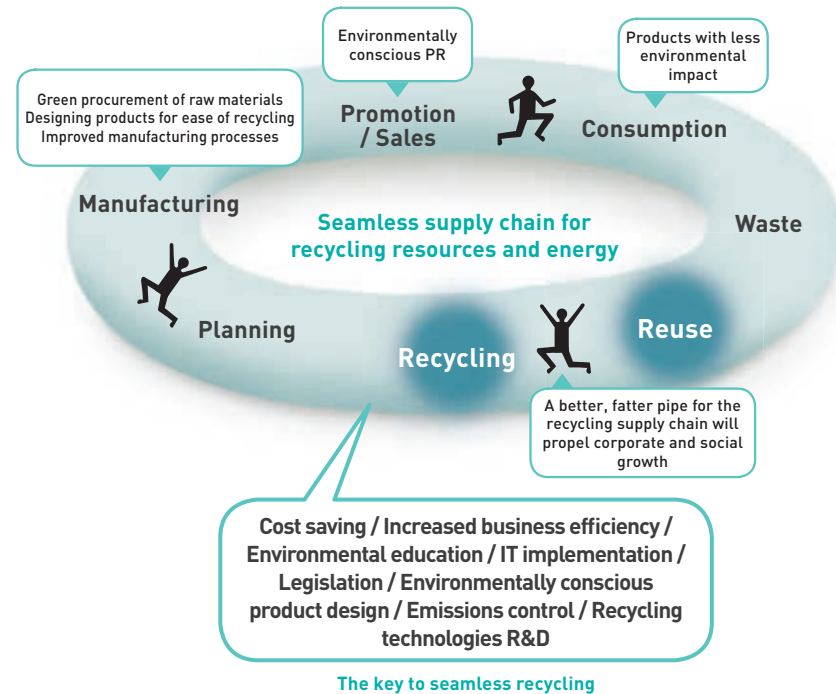 Environmentally
conscious PR
Products with less
environmental
impact
Green procurement of raw materials
Designing products for ease of recycling
Improved manufacturing processes
Promotion
/ Sales
Consumption
Manufacturing
Waste
Seamless supply chain for
recycling resources and energy
Planning
Recycling
Reuse
A better, fatter pipe for the
recycling supply chain will
propel corporate and social
growth
Cost saving / Increased business efficiency /
Environmental education / IT implementation /
Legislation / Environmentally conscious
product design / Emissions control / Recycling
technologies R&D
The key to seamless recycling